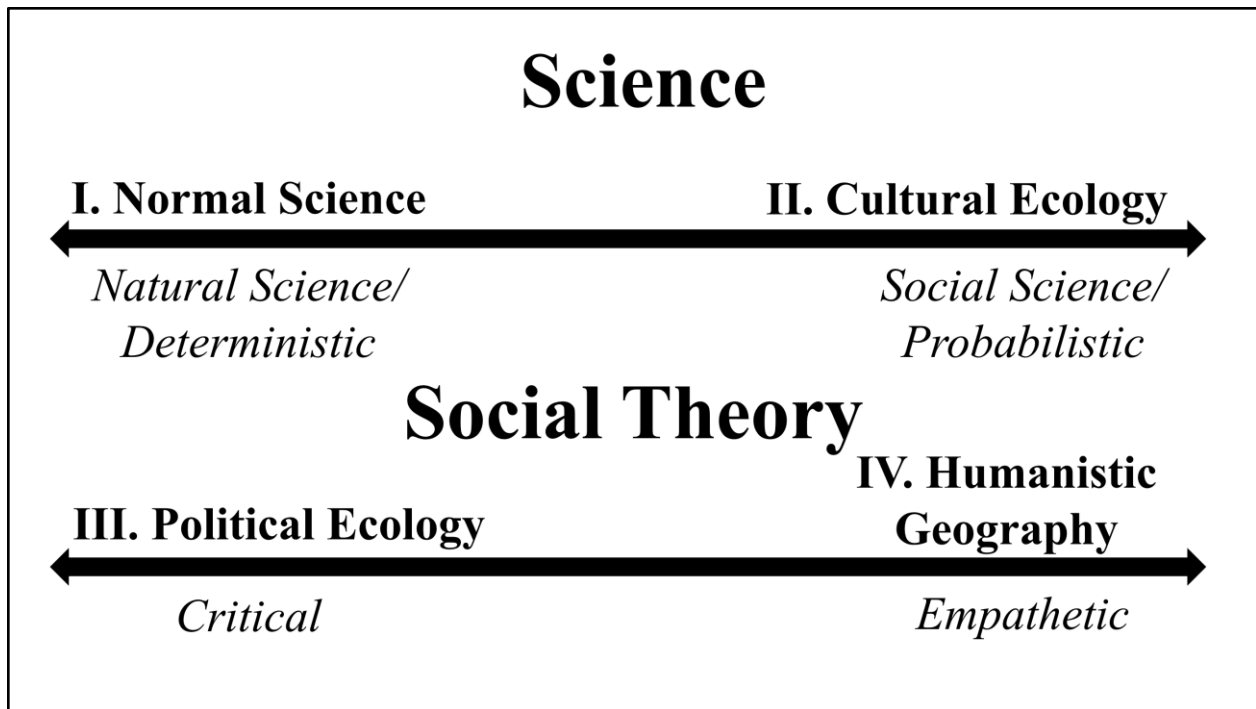 Science
I. Normal Science
II. Cultural Ecology
Natural Science/
Deterministic
Social Science/
Probabilistic
Social Theory
III. Political Ecology
IV. Humanistic
Geography
Critical
Empathetic